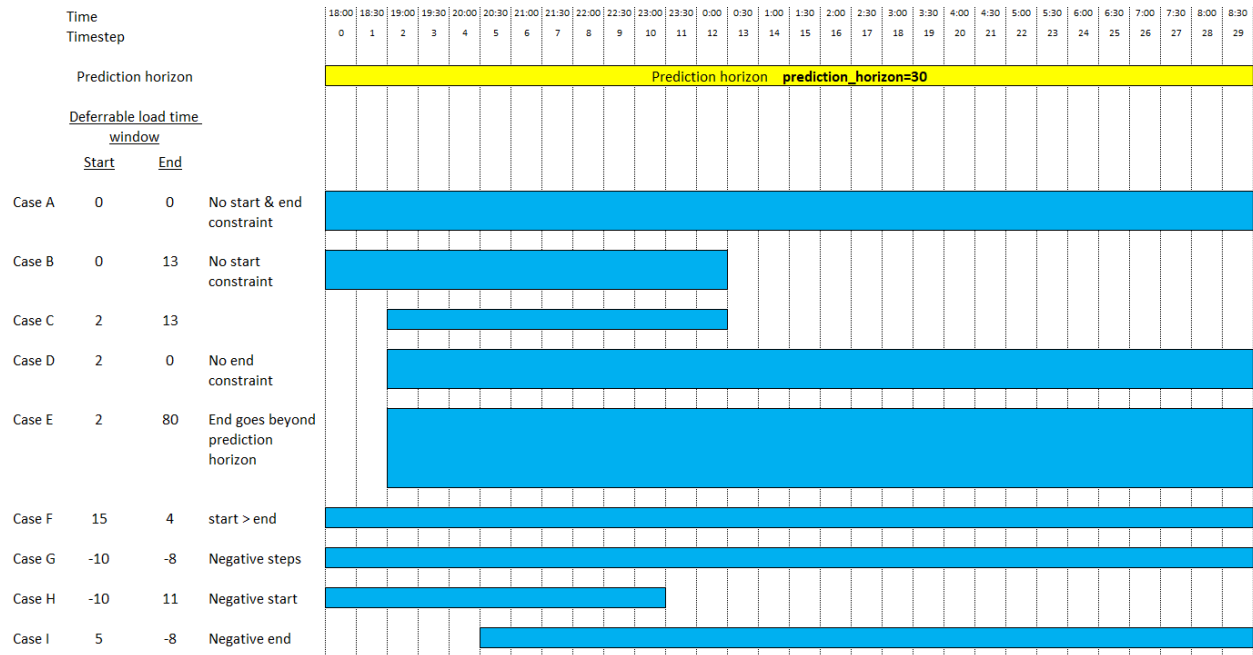 Time 18:00 18:30 19:00 19:30 20:00 20:30 21:00 21:30 22:00 22:30 23:00 23:30 0:00 0:30 1:00 1:30 2:00 2:30 3:00 3:30 4:00 4:30 5:00 5:30 6:00 6:30 7:00 7:30 8:00 8:30
Timestep 0 1 2 3 4 5 6 7 8 9 10 11 12 13 14 15 16 17 18 19 20 21 22 23 24 25 26 27 28 29
Prediction horizon Prediction horizon prediction_horizon=30
Deferrable load time
window
Start End
Case A 0 0 No start & end
constraint
Case B 0 13 No start
constraint
Case C 2 13
Case D 2 0 No end
constraint
Case E 2 80 End goes beyond
prediction
horizon
Case F 15 4 start > end
Case G -10 -8 Negative steps
Case H -10 11 Negative start
Case I 5 -8 Negative end